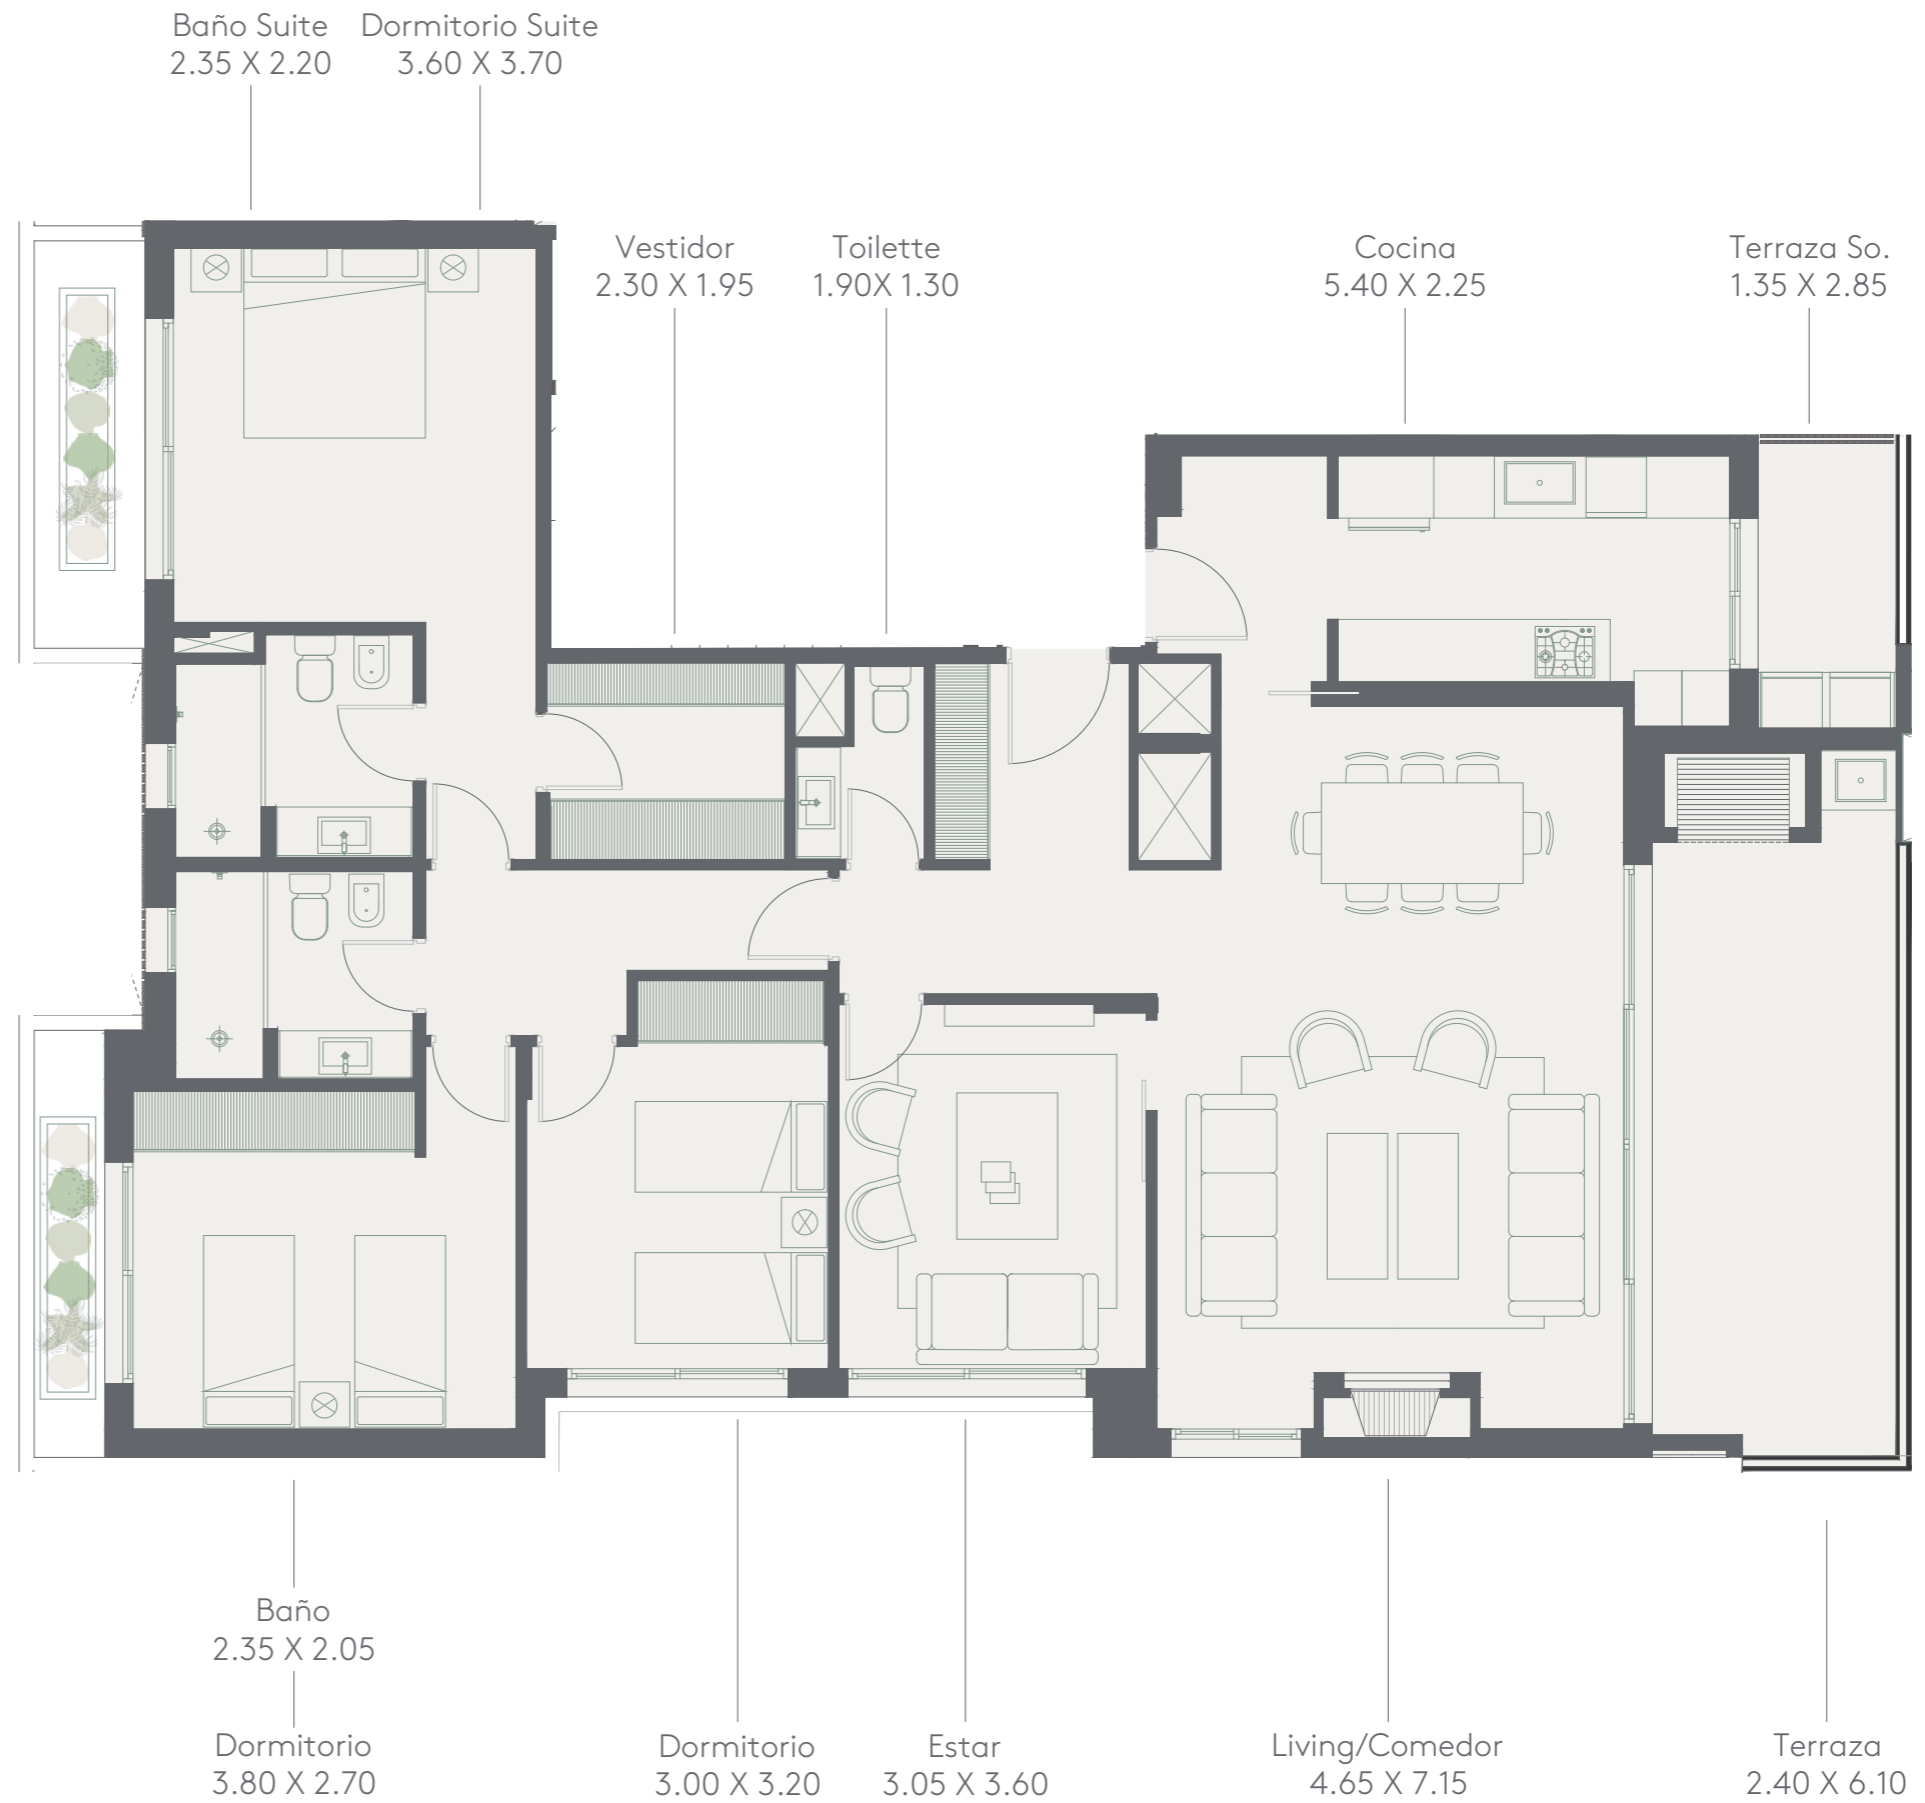 Baño Suite
2.35 X 2.20
Dormitorio Suite
3.60 X 3.70
Vestidor
2.30 X 1.95
Toilette
1.90X 1.30
Cocina
5.40 X 2.25
Terraza So.
1.35 X 2.85
Baño
2.35 X 2.05
Dormitorio
3.80 X 2.70
Dormitorio
3.00 X 3.20
Estar
3.05 X 3.60
Living/Comedor
4.65 X 7.15
Terraza
2.40 X 6.10